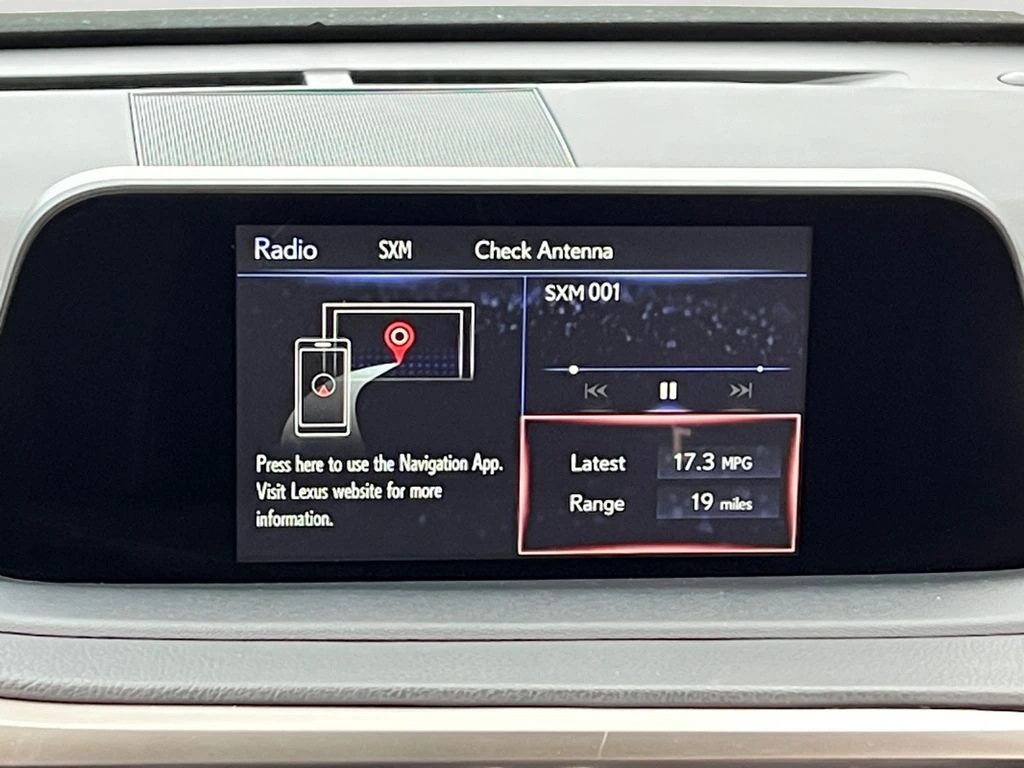 Radio SXM Check Antenna
SXM 001
Press here to use the Navigation App.
Visit Lexus website for more
information.
Latest 17.3 MPG
Range 19 miles